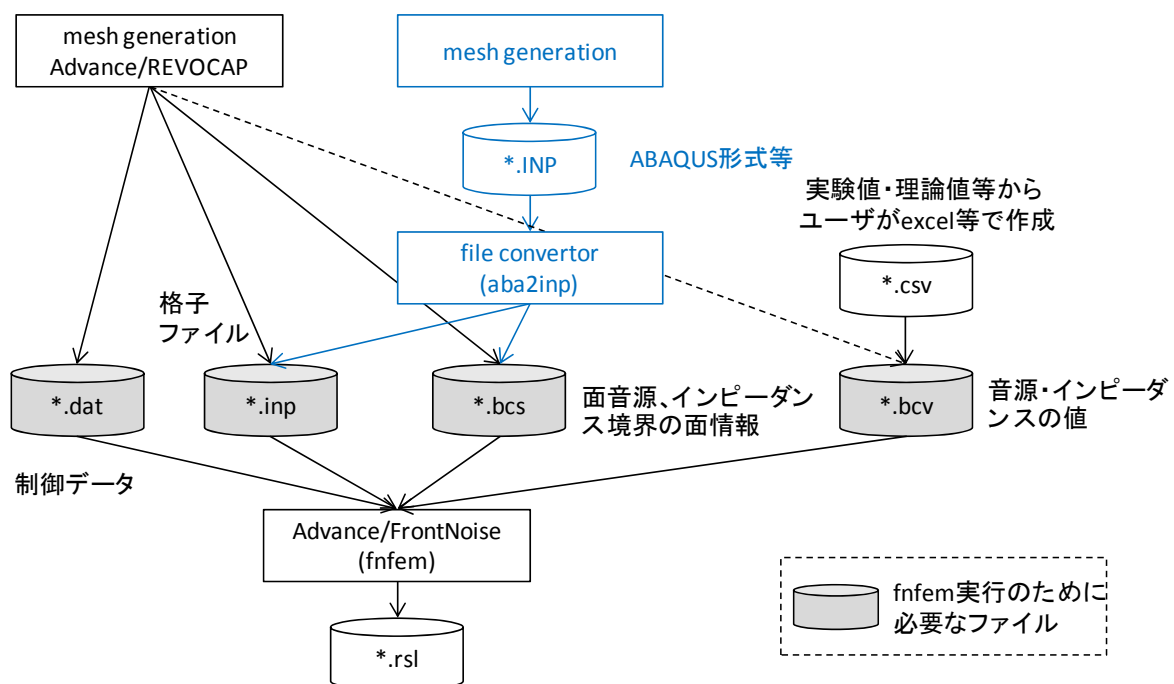 mesh generation
Advance/REVOCAP
mesh generation
*.INP
ABAQUS形式等
実験値・理論値等から
ユーザがexcel等で作成
file convertor
(aba2inp)
*.csv
格子
ファイル
*.dat
*.inp
*.bcs
面音源、インピーダン
ス境界の面情報
*.bcv
音源・インピーダ
ンスの値
制御データ
Advance/FrontNoise
(fnfem)
*.rsl
fnfem実行のために
必要なファイル